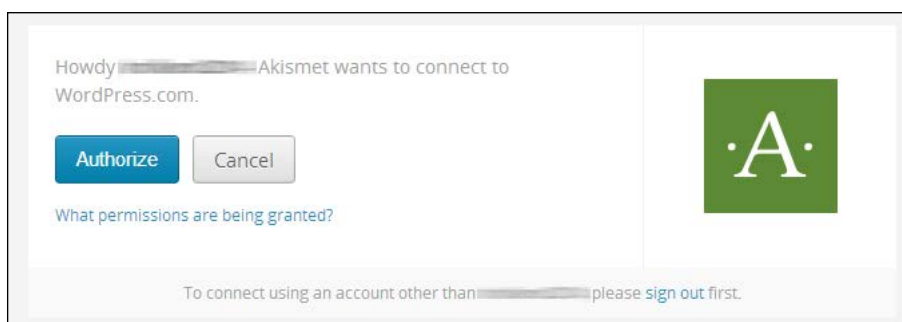 Howdy Akismet wants to connect to
WordPress.com.
Authorize
Cancel
What permissions are being granted?
·A·
To connect using an account other than please sign out first.